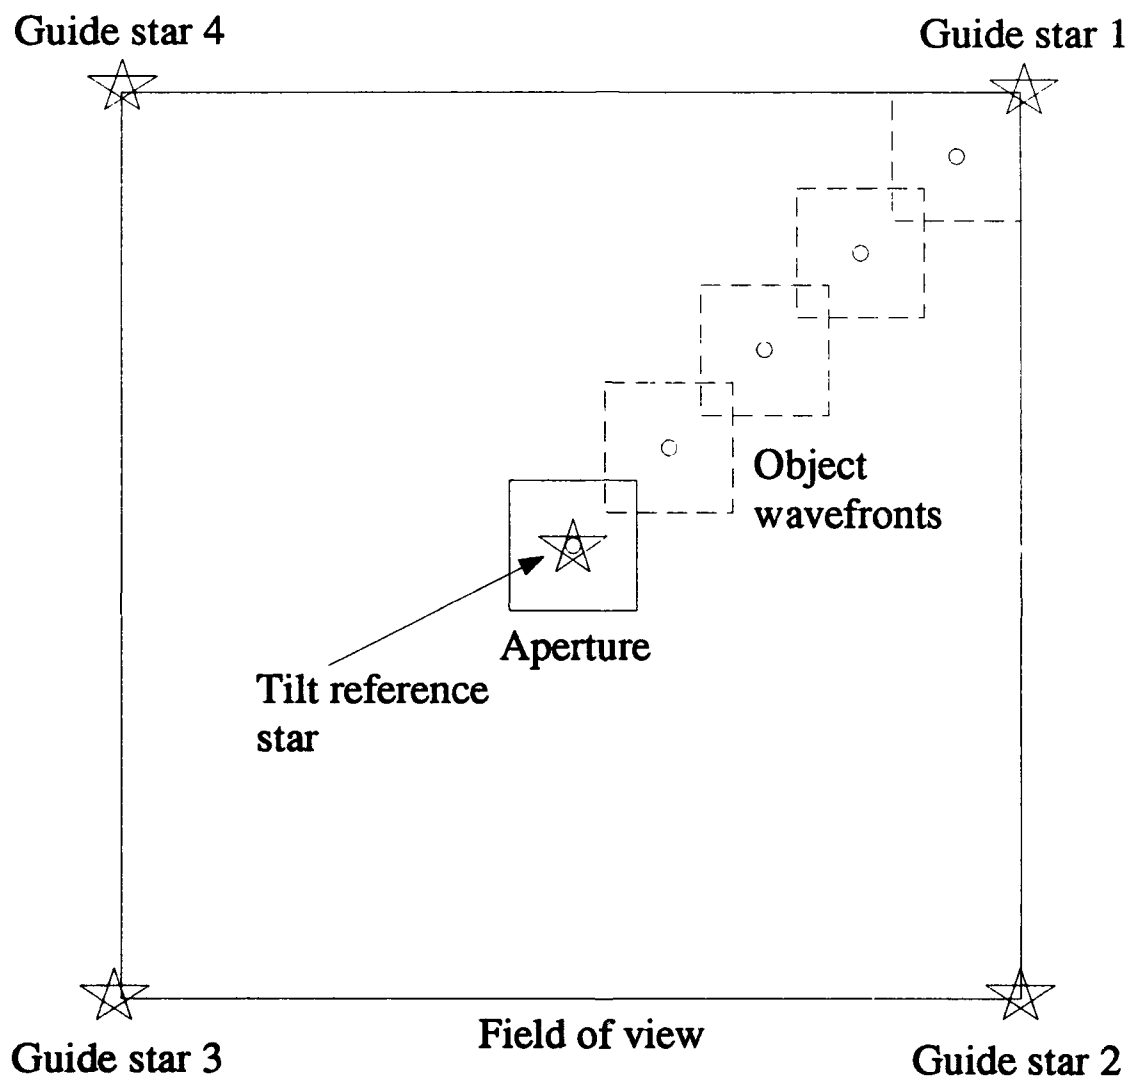 Guide star 4
Guide star 1
Object
wavefronts
Aperture
Tilt reference
star
Field of view
Guide star 3
Guide star 2